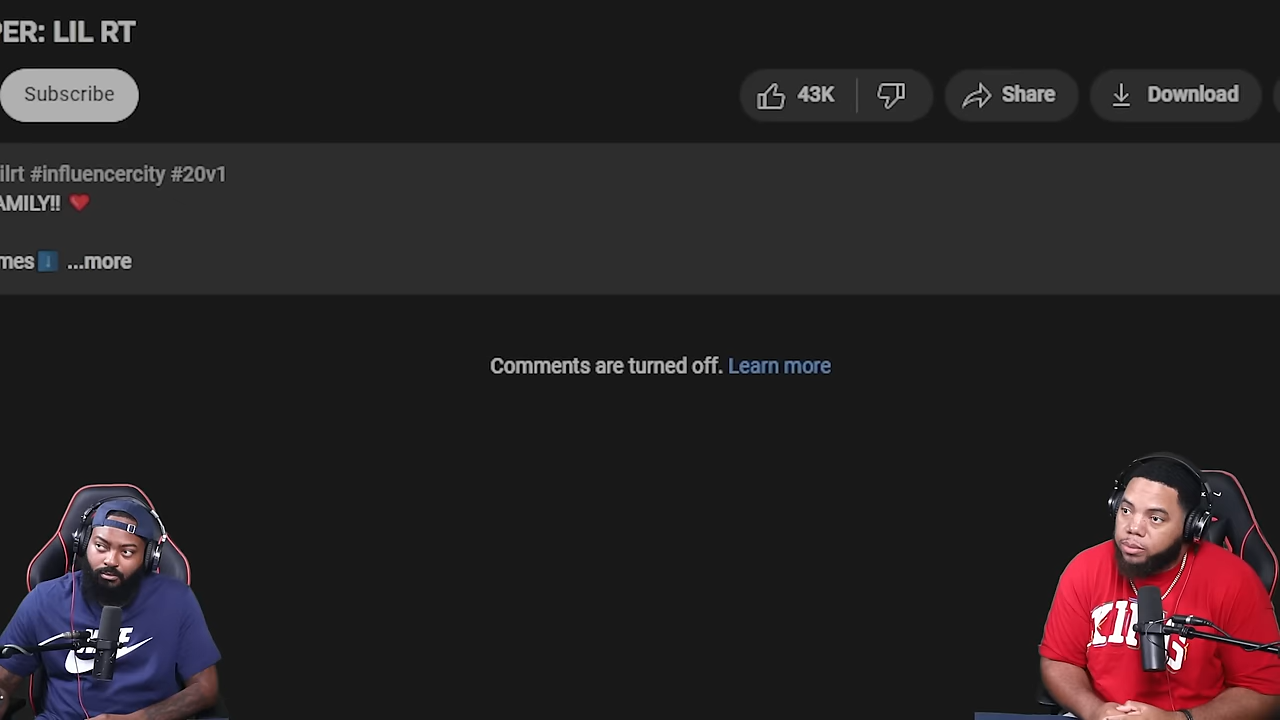 PER: LIL RT
Subscribe
43K
Share
Download
ilrt #influencercity #20v1
AMILY!! ❤️
mes⬇️ ...more
Comments are turned off. Learn more